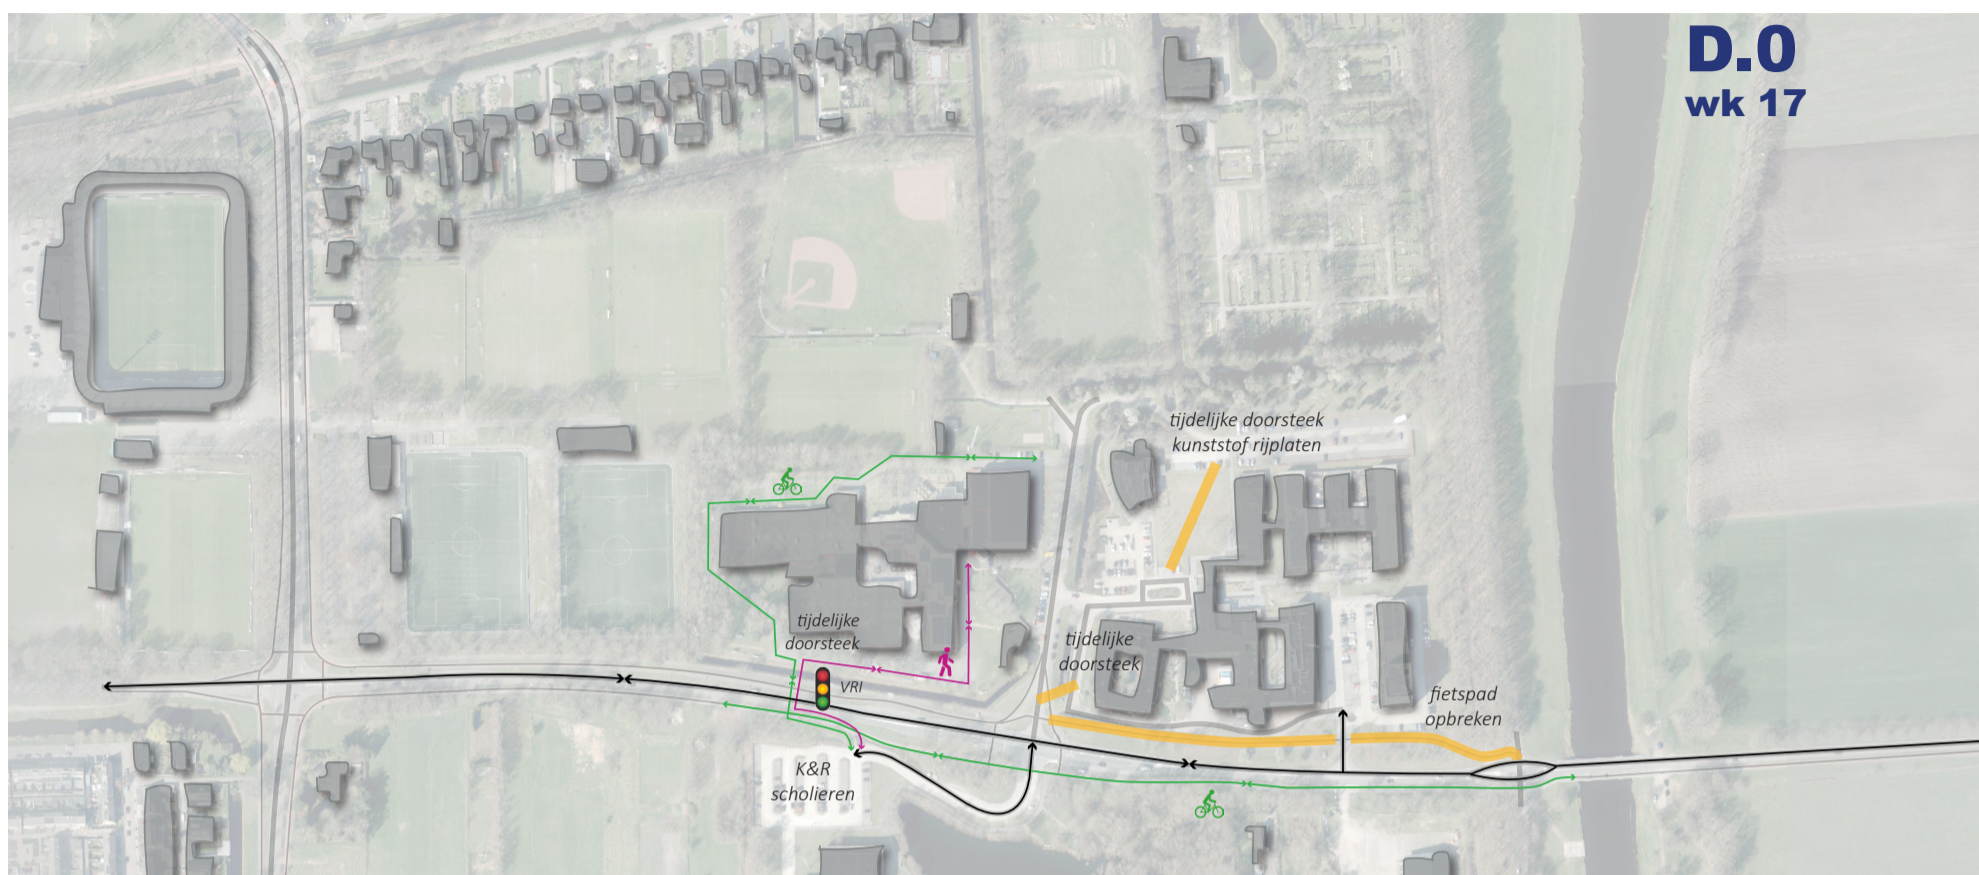 D.0
wk 17
tijdelijke doorsteek
kunststof rijplaten
tijdelijke
doorsteek
VRI
tijdelijke
doorsteek
fietspad
opbreken
K&R
scholieren